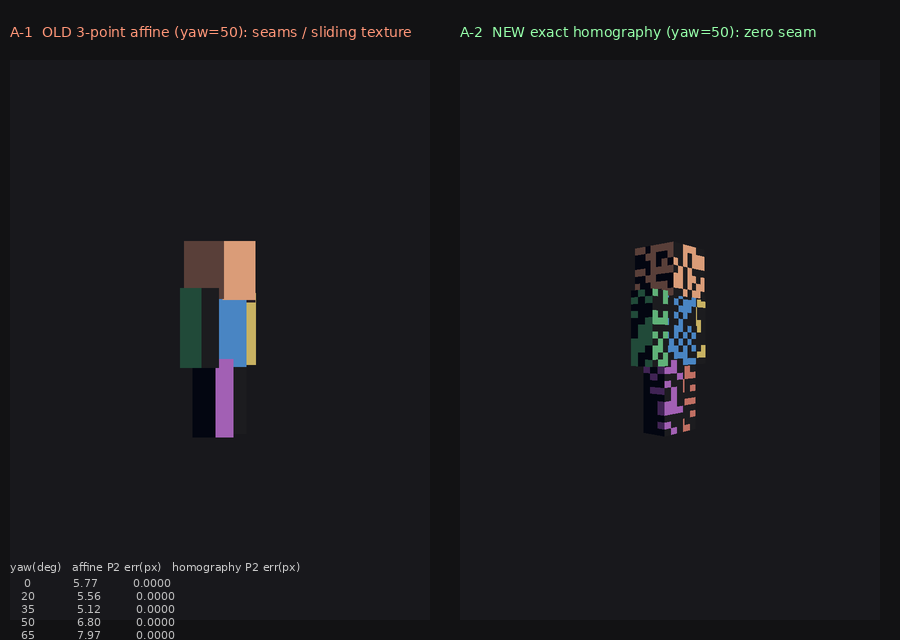 A-1  OLD 3-point affine (yaw=50): seams / sliding texture
A-2  NEW exact homography (yaw=50): zero seam
yaw(deg)   affine P2 err(px)   homography P2 err(px)
0   5.77   0.0000
20   5.56   0.0000
35   5.12   0.0000
50   6.80   0.0000
65   7.97   0.0000